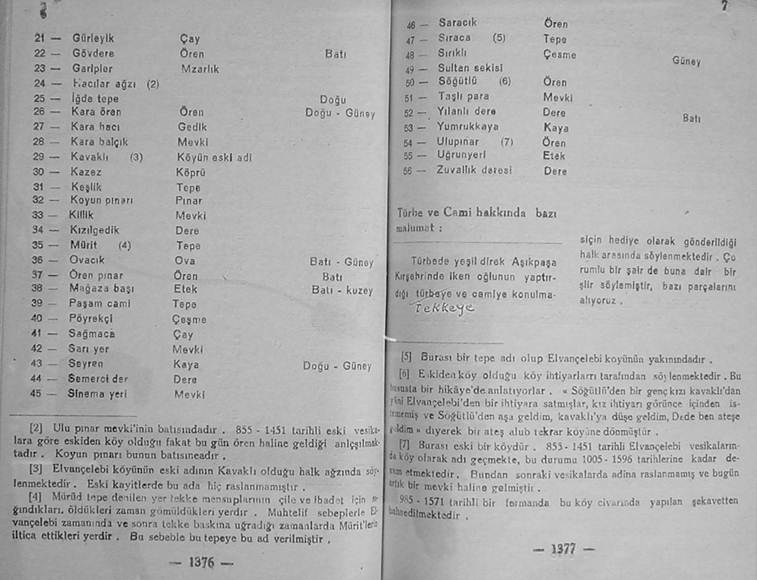 21 — Gürleyik Çay
22 — Gövdere Ören Batı
23 — Garipler Mzarlık
24 — Hacılar ağzı (2)
25 — İğde tepe Doğu
26 — Kara ören Ören Doğu - Güney
27 — Kara hacı Gedik
28 — Kara balçık Mevki
29 — Kavaklı (3) Köyün eski adi
30 — Kazez Köprü
31 — Keşlik Tepe
32 — Koyun pınarı Pınar
33 — Killik Mevki
34 — Kızılgedik Dere
35 — Mürit (4) Tepe
36 — Ovacık Ova Batı - Güney
37 — Ören pınar Ören Batı
38 — Mağaza başı Etek Batı - kuzey
39 — Paşam cami Tepe
40 — Pöyrekçi Çeşme
41 — Sağmaca Çay
42 — Sarı yer Mevki
43 — Seyren Kaya Doğu - Güney
44 — Semerci der Dere
45 — Sinema yeri Mevki
[2] Ulu pınar mevki'inin batısındadır . 855 - 1451 tarihli eski vesika-
lara göre eskiden köy olduğu fakat bu gün ören haline geldiği
tadır . Koyun pınarı bunun batısıneadır .
[3] Elvançelebi köyünün eski adının Kavaklı olduğu halk ağzında söy-
lenmektedir . Eski kayitlerde bu ada hiç raslanmamıştır .
[4] Mürüd tepe denilen yer tekke mensuplarının çile ve ibadet için
ğındıkları, öldükleri zaman gömüldükleri yerdir . Muhtelif sebeplerle El-
vançelebi zamanında ve sonra tekke baskına uğradığı zamanlarda Mürit'lerin
iltica ettikleri yerdir . Bu sebeble bu tepeye bu ad verilmiştir .
— 1376 —
7
46 — Saracık Ören
47 — Sıraca (5) Tepe
48 — Sırıklı Çeşme Güney
49 — Sultan sekisi
50 — Söğütlü (6) Ören
51 — Taşlı para Mevki
52 — Yılanlı dere Dere Batı
53 — Yumrukkaya Kaya
54 — Ulupınar (7) Ören
55 — Uğrunyeri Etek
56 — Zuvallık deresi Dere
Türbe ve Cami hakkında bazı
malumat :
Türbede yeşil direk Aşıkpaşa
Kırşehrinde iken oğlunun yaptır-
dığı türbeye ve camiye konulma-
Tekkeye
siçin hediye olarak gönderildiği
halk arasında söylenmektedir . Ço
rumlu bir şair de buna dair bir
şiir söylemiştir, bazı parçalarını
alıyoruz .
[5] Burası bir tepe adı olup Elvançelebi koyünün yakınındadır .
[6] Eskiden köy olduğu köy ihtiyarları tarafından söylenmektedir . Bu
hususta bir hikâye'de anlatıyorlar . « Söğütlü'den bir genç kızı kavaklı'dan
Elvançelebi'den bir ihtiyara satmışlar, kız ihtiyarı görünce içinden is-
temiş ve Söğütlü'den aşa geldim, kavaklı'ya düşe geldim, Dede ben ateşe
geldim » diyerek bir ateş alub tekrar köyüne dönmüştür .
[7] Burası eski bir köydür . 855 - 1451 tarihli Elvançelebi vesikaların-
da köy olarak adı geçmekte, bu durumu 1005 - 1596 tarihlerine kadar de-
vam etmektedir . Bundan sonraki vesikalarda adina raslanmamış ve bugün
bir mevki haline gelmiştir .
985 - 1571 tarihli bir fermanda bu köy civarında yapılan şekavetten
bahsedilmektedir .
— 1377 —